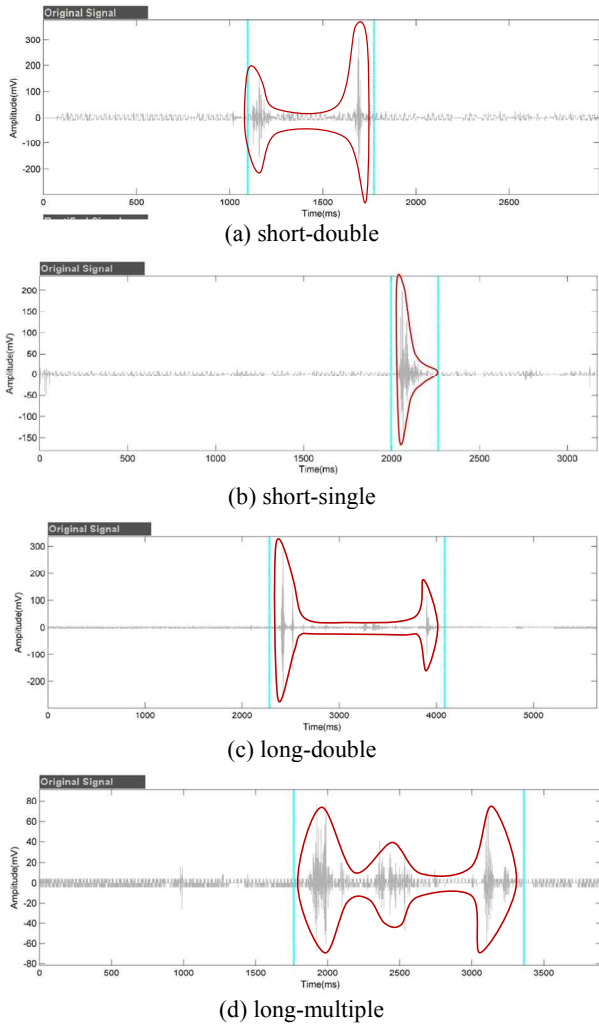 Original Signal
300
200
100
0
-100
-200
Amplitude(mV)
0 500 1000 1500 2000 2500
Time(ms)
(a) short-double
Original Signal
200
150
100
50
0
-50
-100
-150
Amplitude(mV)
0 500 1000 1500 2000 2500 3000
Time(ms)
(b) short-single
Original Signal
300
200
100
0
-100
-200
Amplitude(mV)
0 1000 2000 3000 4000 5000
Time(ms)
(c) long-double
Original Signal
80
60
40
20
0
-20
-40
-60
-80
Amplitude(mV)
0 500 1000 1500 2000 2500 3000 3500
Time(ms)
(d) long-multiple